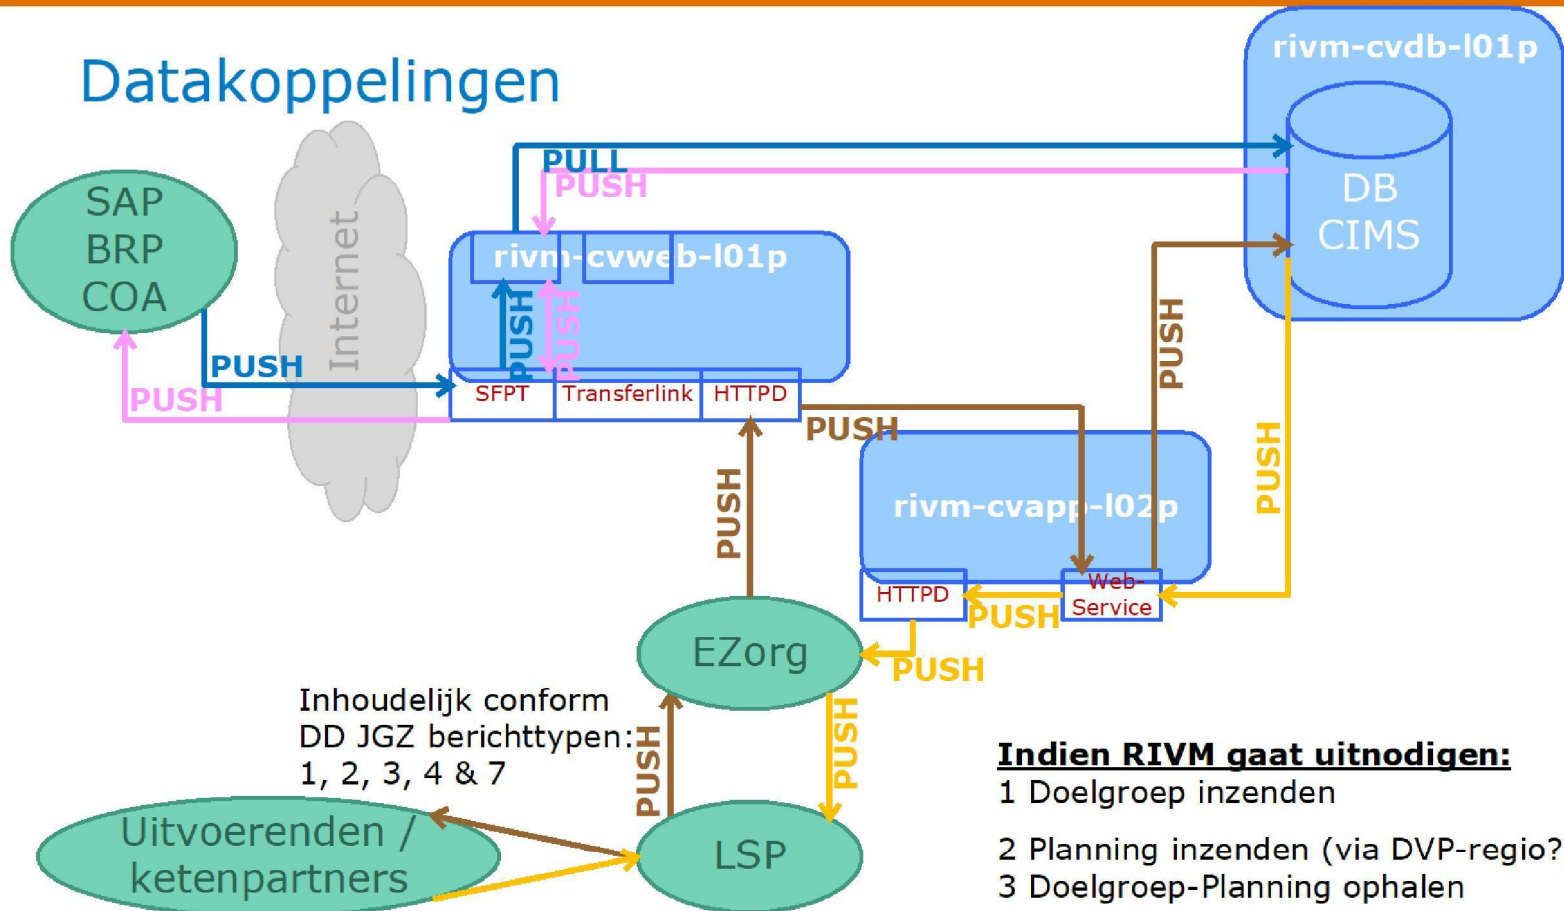 Datakoppelingen
rivm-cvdb-l01p
DB
CIMS
PULL
PUSH
SAP
BRP
COA
Internet
rivm-cvweb-l01p
PUSH
PUSH
PUSH
PUSH
SFPT
Transferlink
HTTPD
PUSH
PUSH
PUSH
PUSH
rivm-cvapp-l02p
HTTPD
Web-
Service
PUSH
PUSH
EZorg
Inhoudelijk conform
DD JGZ berichttypen:
1, 2, 3, 4 & 7
PUSH
PUSH
Uitvoerenden /
ketenpartners
LSP
Indien RIVM gaat uitnodigen:
1 Doelgroep inzenden
2 Planning inzenden (via DVP-regio?
3 Doelgroep-Planning ophalen